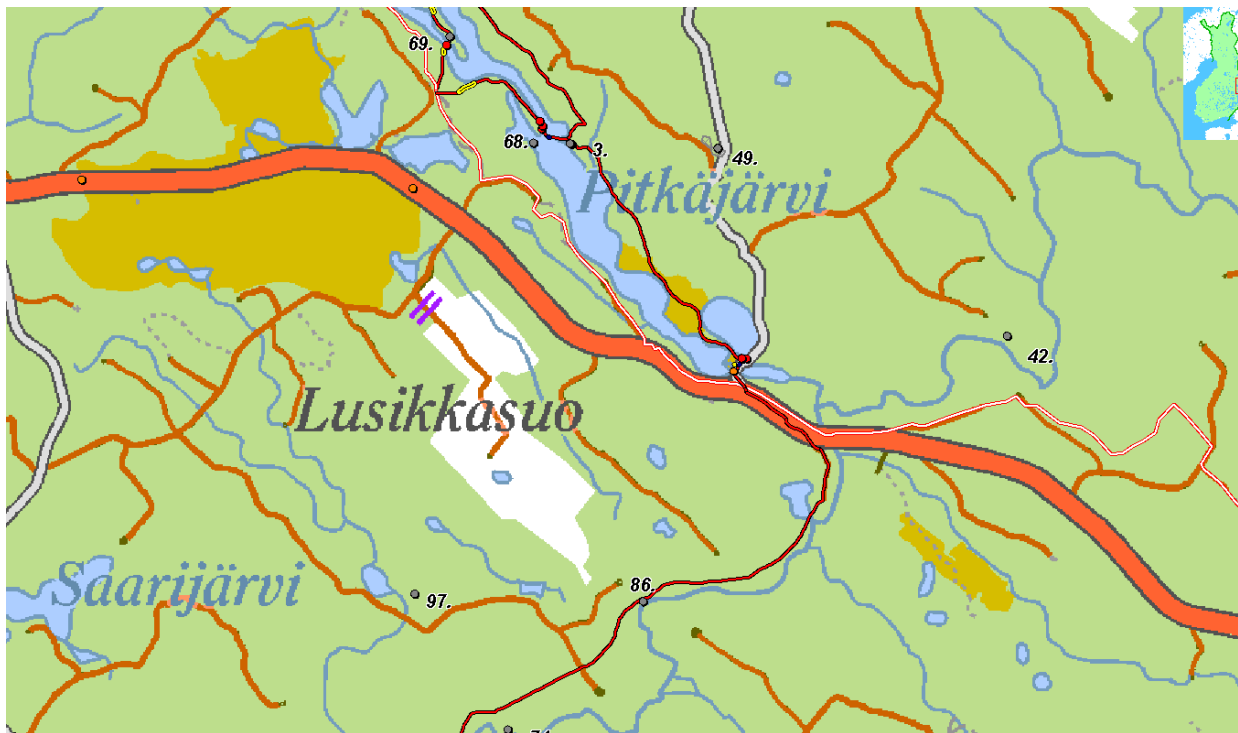 69.
68.
3.
49.
Pitkäjärvi
42.
Lusikkasuo
Saarijärvi
97.
86.